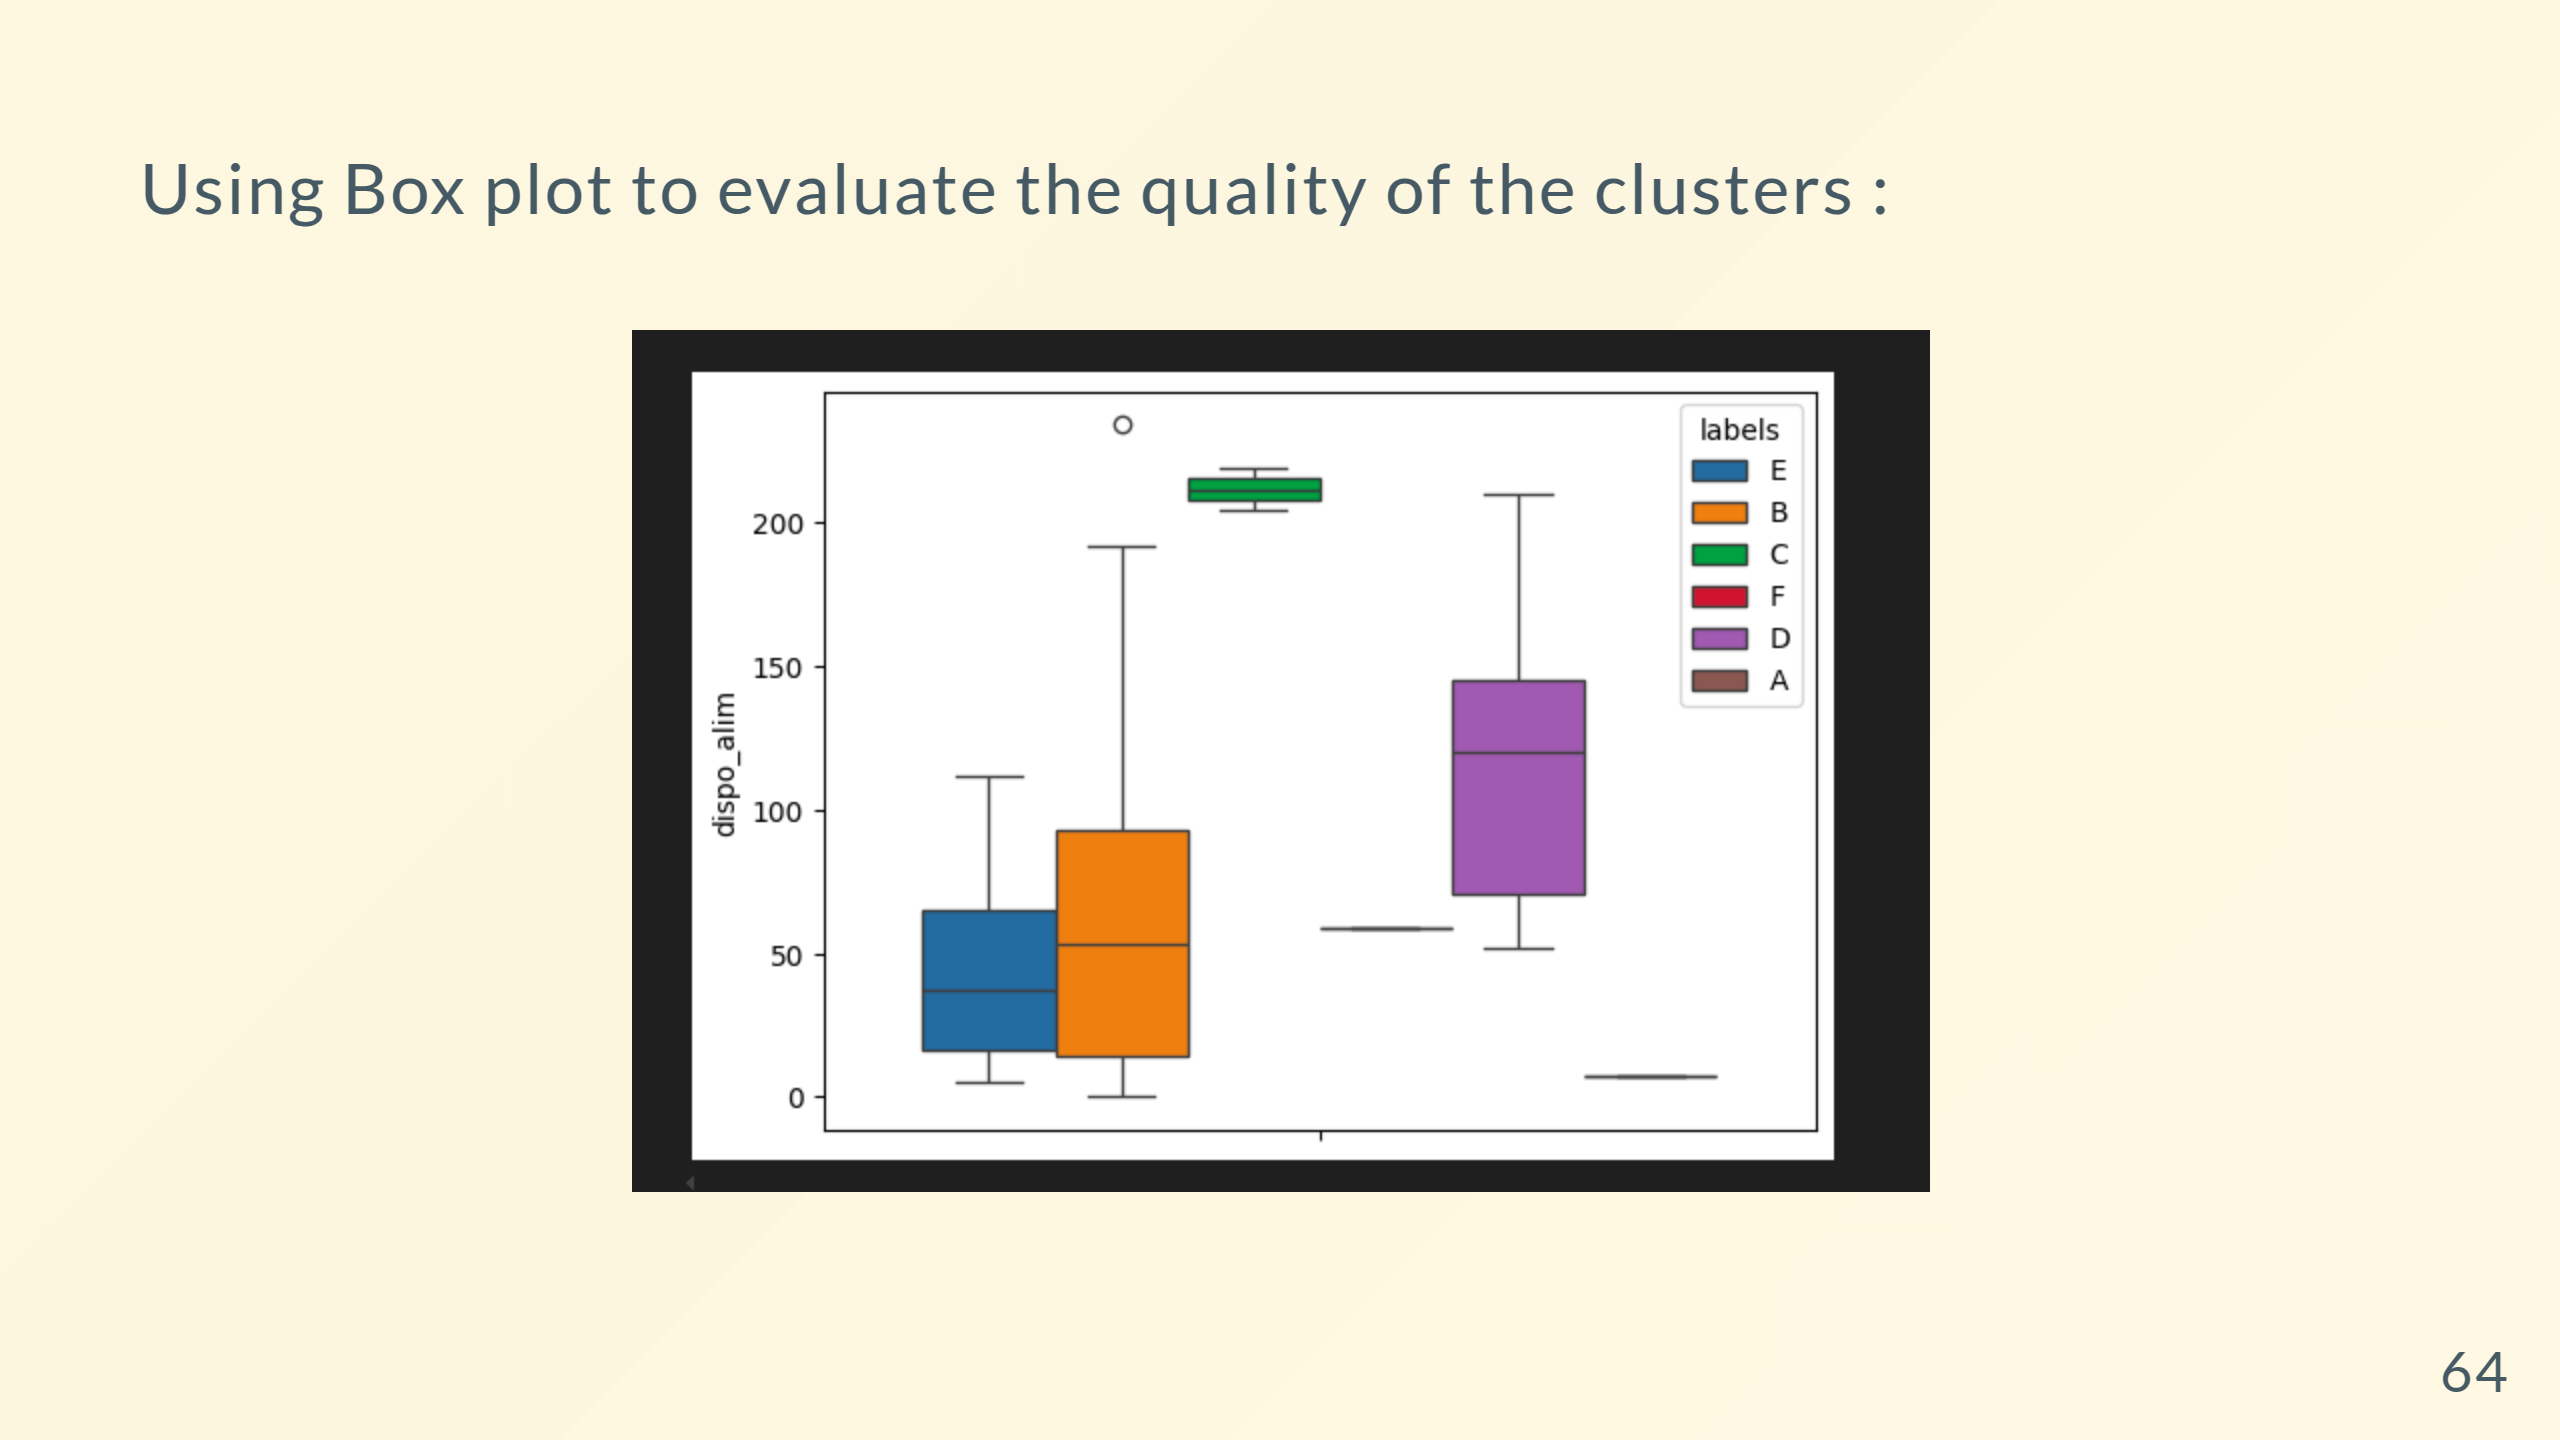 Using Box plot to evaluate the quality of the clusters :
labels
E
B
C
F
D
A
dispo_alim
200
150
100
50
0
64